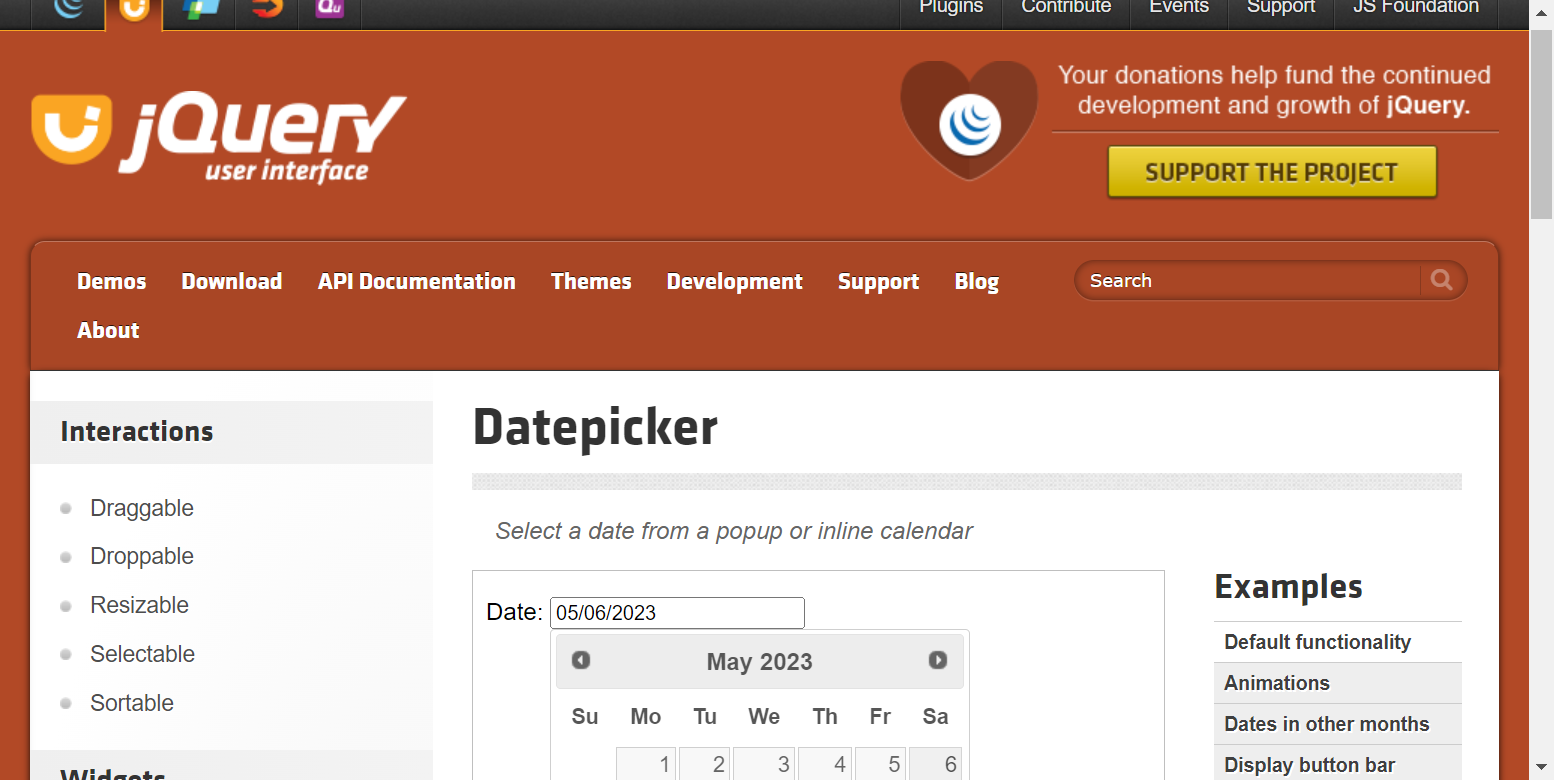 Qu
Plugins Contribute Events Support JS Foundation
jQuery
user interface
Your donations help fund the continued
development and growth of jQuery.
SUPPORT THE PROJECT
Demos Download API Documentation Themes Development Support Blog
Search
About
Interactions
Draggable
Droppable
Resizable
Selectable
Sortable
Widgets
Datepicker
Select a date from a popup or inline calendar
Date: 05/06/2023
May 2023
Su Mo Tu We Th Fr Sa
1 2 3 4 5 6
Examples
Default functionality
Animations
Dates in other months
Display button bar